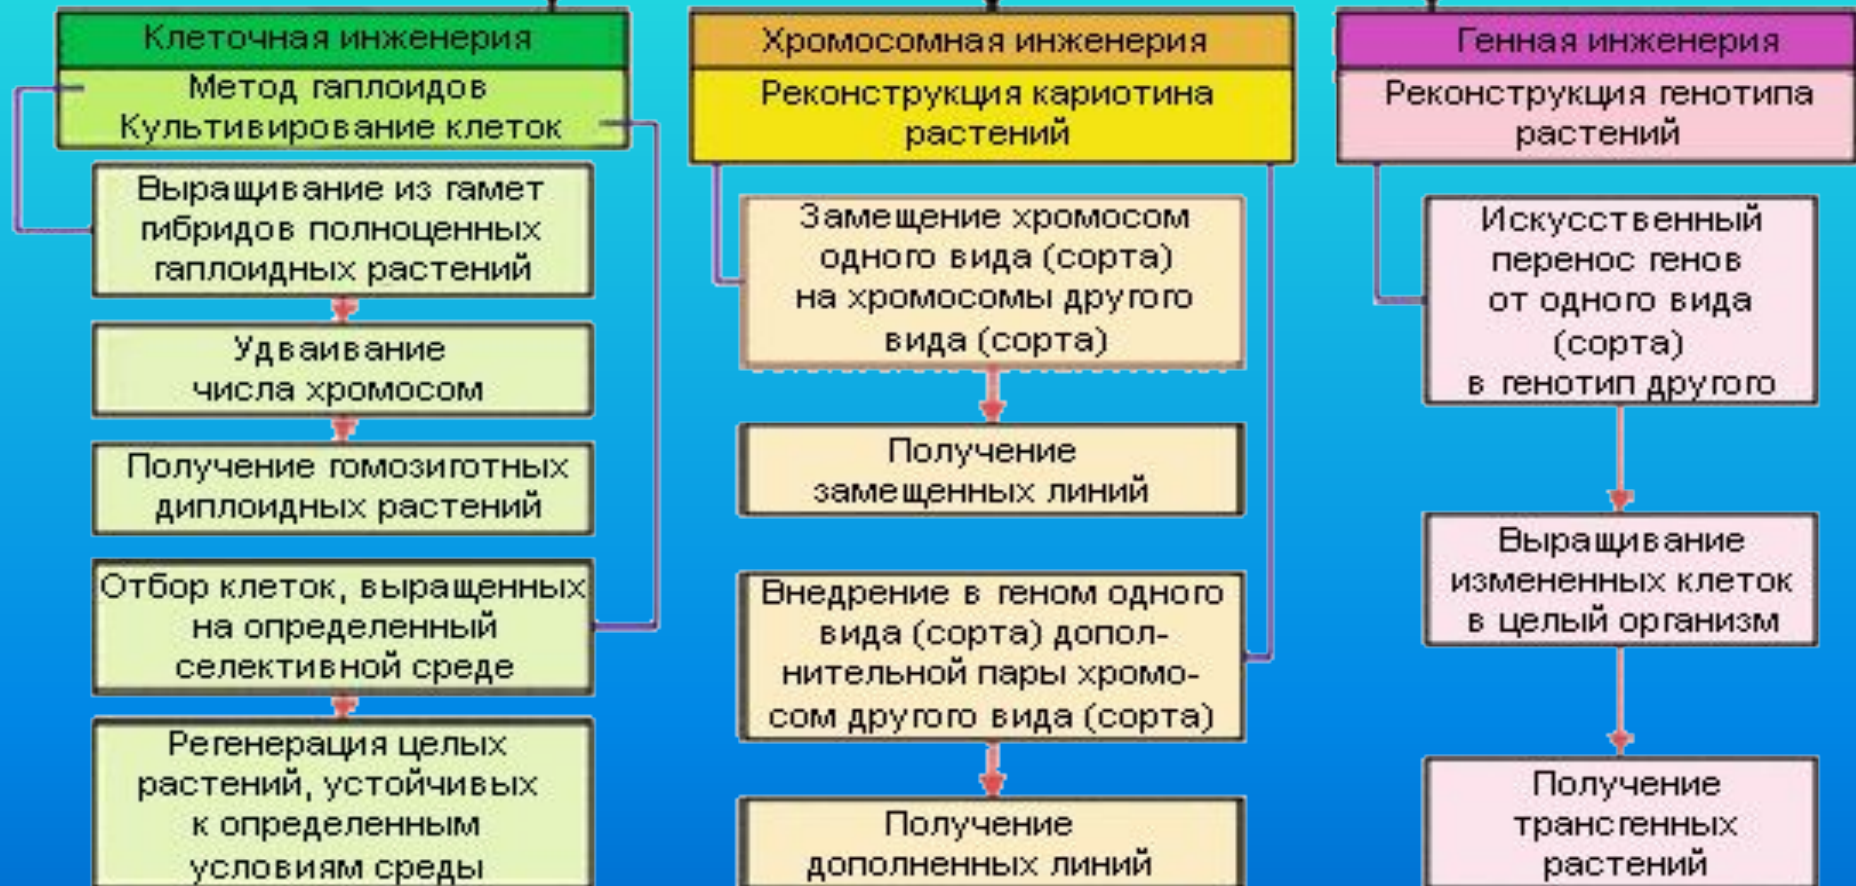 Клеточная инженерия
Метод гаплоидов
Культивирование клеток
Выращивание из гамет
гибридов полноценных
гаплоидных растений
Удваивание
числа хромосом
Получение гомозиготных
диплоидных растений
Отбор клеток, выращенных
на определенный
селективной среде
Регенерация целых
растений, устойчивых
к определенным
условиям среды
Хромосомная инженерия
Реконструкция кариотина
растений
Замещение хромосом
одного вида (сорта)
на хромосомы другого
вида (сорта)
Получение
замещенных линий
Внедрение в геном одного
вида (сорта) допол-
нительной пары хромо-
сом другого вида (сорта)
Получение
дополненных линий
Генная инженерия
Реконструкция генотипа
растений
Искусственный
перенос генов
от одного вида
(сорта)
в генотип другого
Выращивание
измененных клеток
в целый организм
Получение
трансгенных
растений